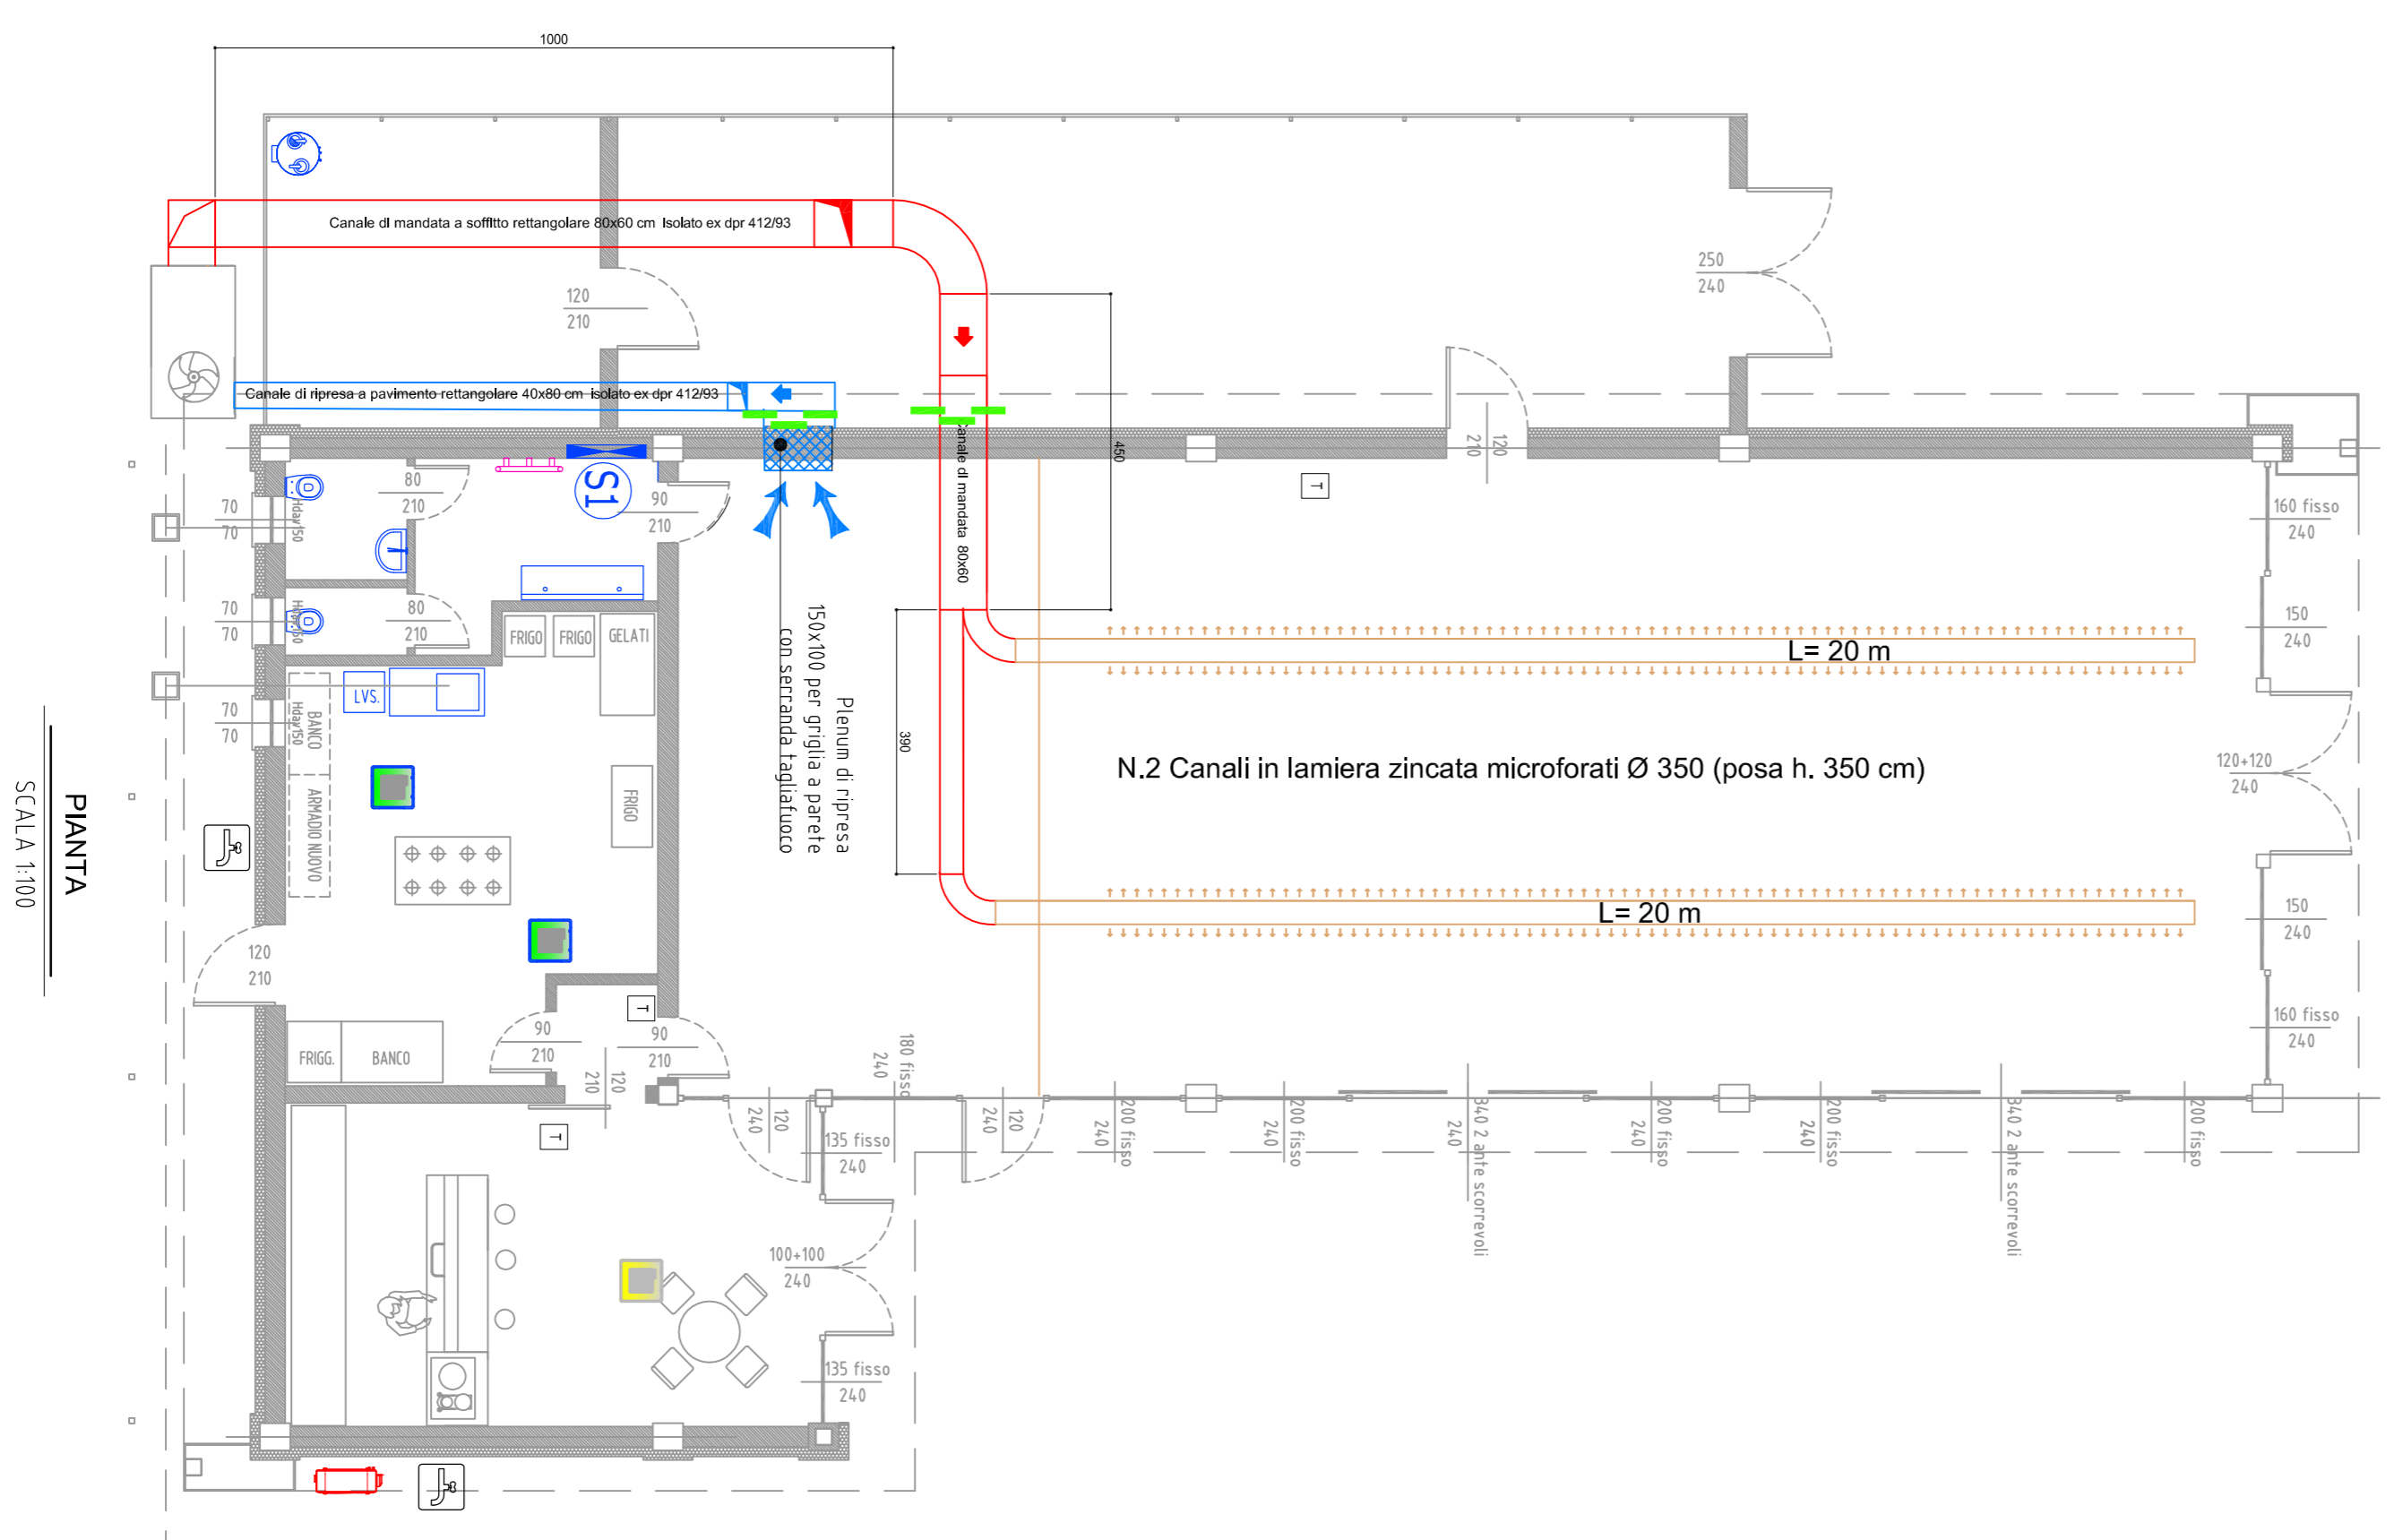 1000
Canale di mandata a soffitto rettangolare 80x60 cm Isolato ex dpr 412/93
250
240
120
210
Canale di ripresa a pavimento rettangolare 40x80 cm isolato ex dpr 412/93
450
120
210
T
S1
80
210
90
210
70
70
Hdav150
Canale di mandata 80x60
160 fisso
240
150
240
80
210
70
70
Hdav150
FRIGO
FRIGO
GELATI
L= 20 m
LVS.
70
70
Hdav150
BANCO
ARMADIO NUOVO
FRIGO
Plenum di ripresa
150x100 per griglia a parete
con serranda tagliafuoco
390
N.2 Canali in lamiera zincata microforati Ø 350 (posa h. 350 cm)
120+120
240
PIANTA
SCALA 1:100
L= 20 m
150
240
120
210
T
160 fisso
240
90
210
90
210
FRIGG.
BANCO
120
210
180 fisso
240
120
240
120
240
200 fisso
240
200 fisso
240
340 2 ante scorrevoli
240
200 fisso
240
200 fisso
240
340 2 ante scorrevoli
240
200 fisso
240
T
135 fisso
240
100+100
240
135 fisso
240